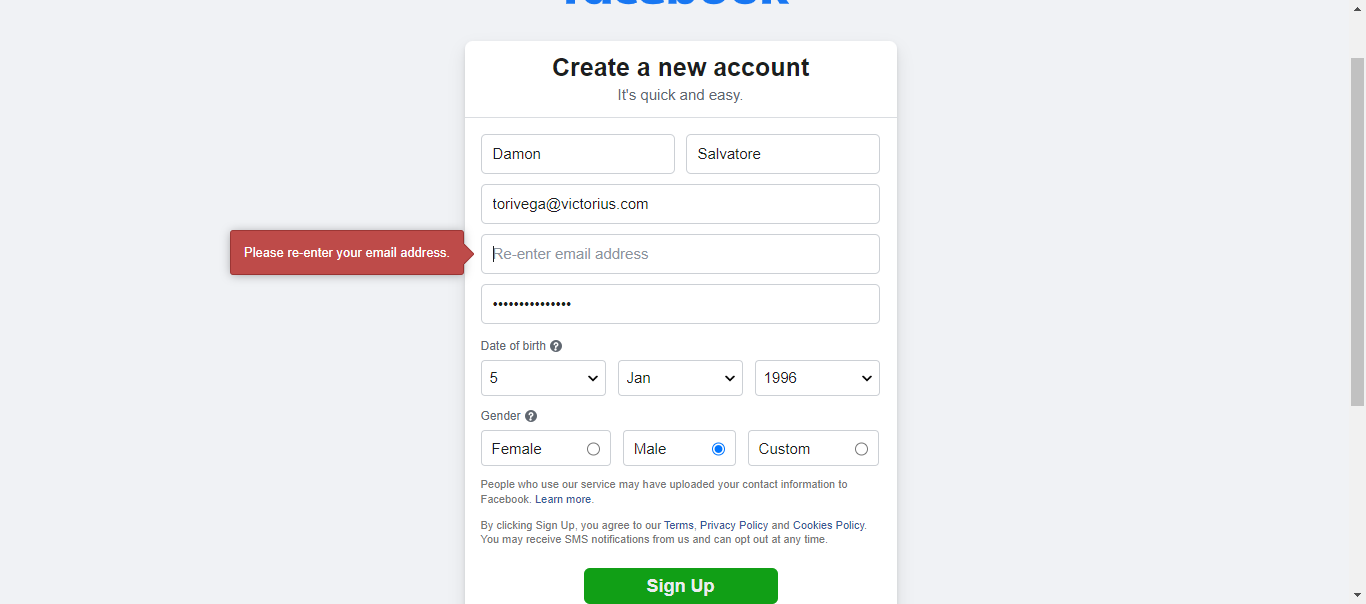 facebook
Create a new account
It's quick and easy.
Damon
Salvatore
torivega@victorius.com
Please re-enter your email address.
Re-enter email address
•••••••••••••••
Date of birth ?
5
Jan
1996
Gender ?
Female
Male
Custom
People who use our service may have uploaded your contact information to
Facebook. Learn more.
By clicking Sign Up, you agree to our Terms, Privacy Policy and Cookies Policy.
You may receive SMS notifications from us and can opt out at any time.
Sign Up